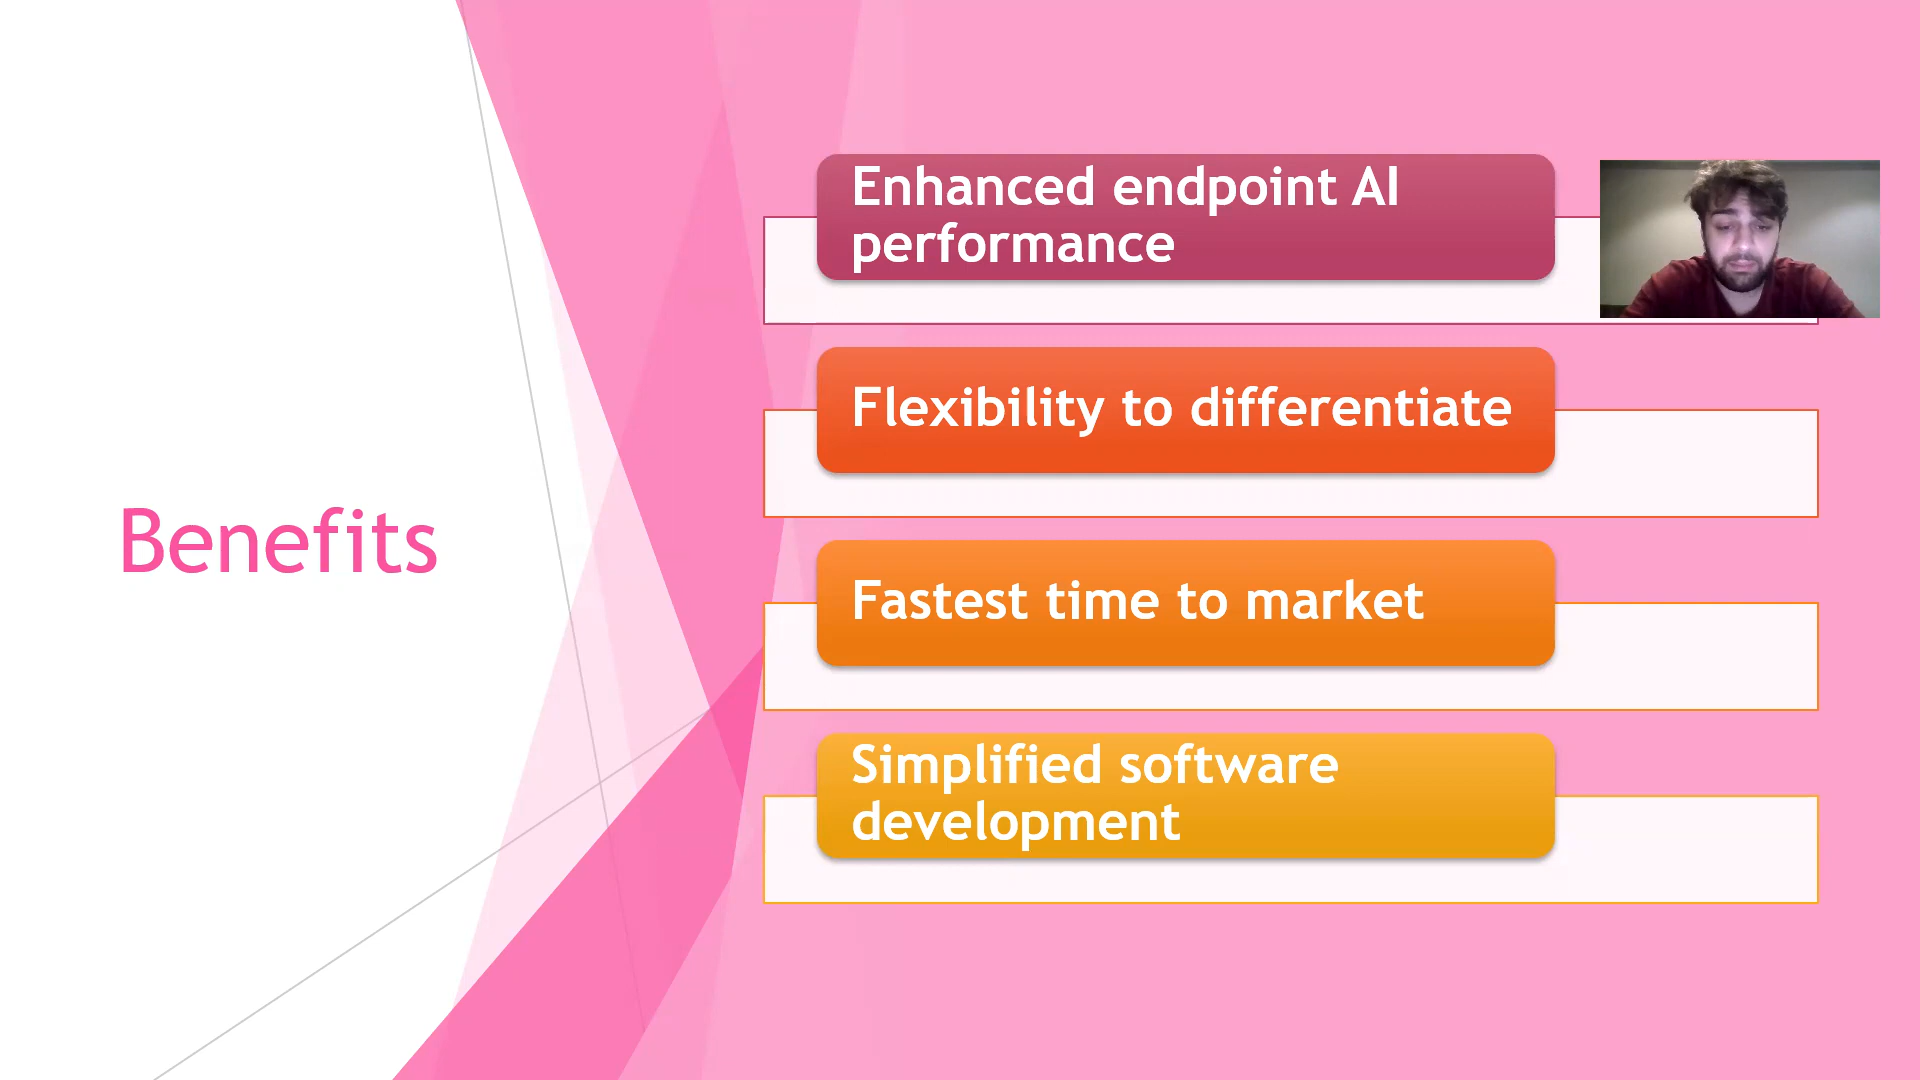 Benefits
Enhanced endpoint AI
performance
Flexibility to differentiate
Fastest time to market
Simplified software
development